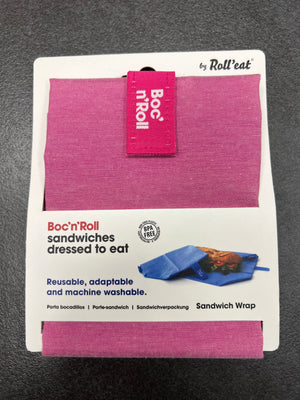 by Roll'eat®
Boc'
n'Roll
Boc'n'Roll
sandwiches
dressed to eat
BPA
FREE
Reusable, adaptable
and machine washable.
Porta bocadillos | Porte-sandwich | Sandwichverpackung
Sandwich Wrap